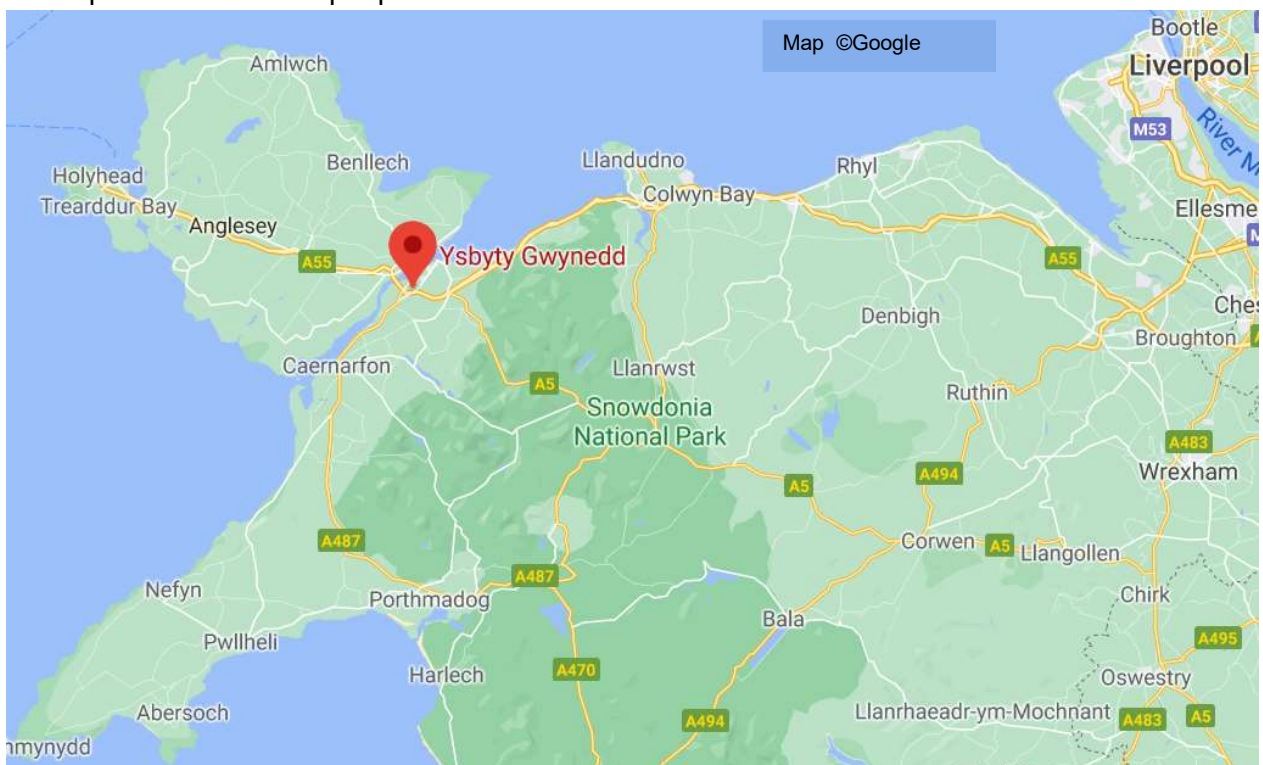 Map ©Google
Bootle
Liverpool
Amlwch
M53
River M
Benllech
Llandudno
Rhyl
Holyhead
Trearddur Bay
Colwyn Bay
Ellesme
Anglesey
Ysbyty Gwynedd
A55
A55
Ches
Denbigh
Broughton
Caernarfon
Llanrwst
A5
Ruthin
Snowdonia
National Park
A483
Wrexham
A494
A5
A487
Corwen
A5
Llangollen
A487
Nefyn
Porthmadog
Chirk
Bala
Pwllheli
A495
Harlech
A470
Oswestry
Abersoch
Llanrhaeadr-ym-Mochnant
A494
A483
A5
nmynydd